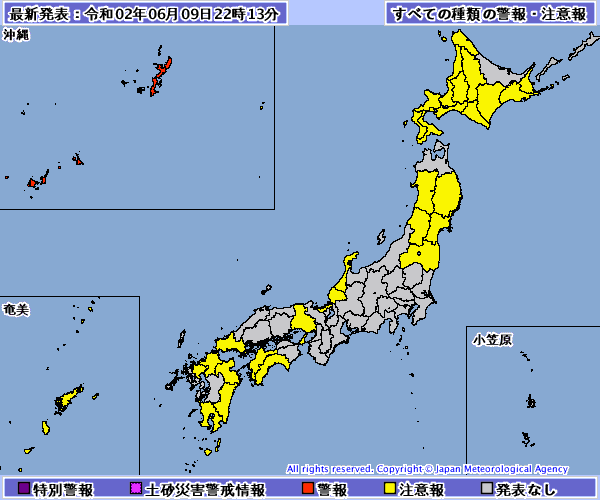 最新発表：令和02年06月09日22時13分
すべての種類の警報・注意報
沖縄
奄美
小笠原
All rights reserved. Copyright © Japan Meteorological Agency
特別警報 土砂災害警戒情報 警報 注意報 発表なし